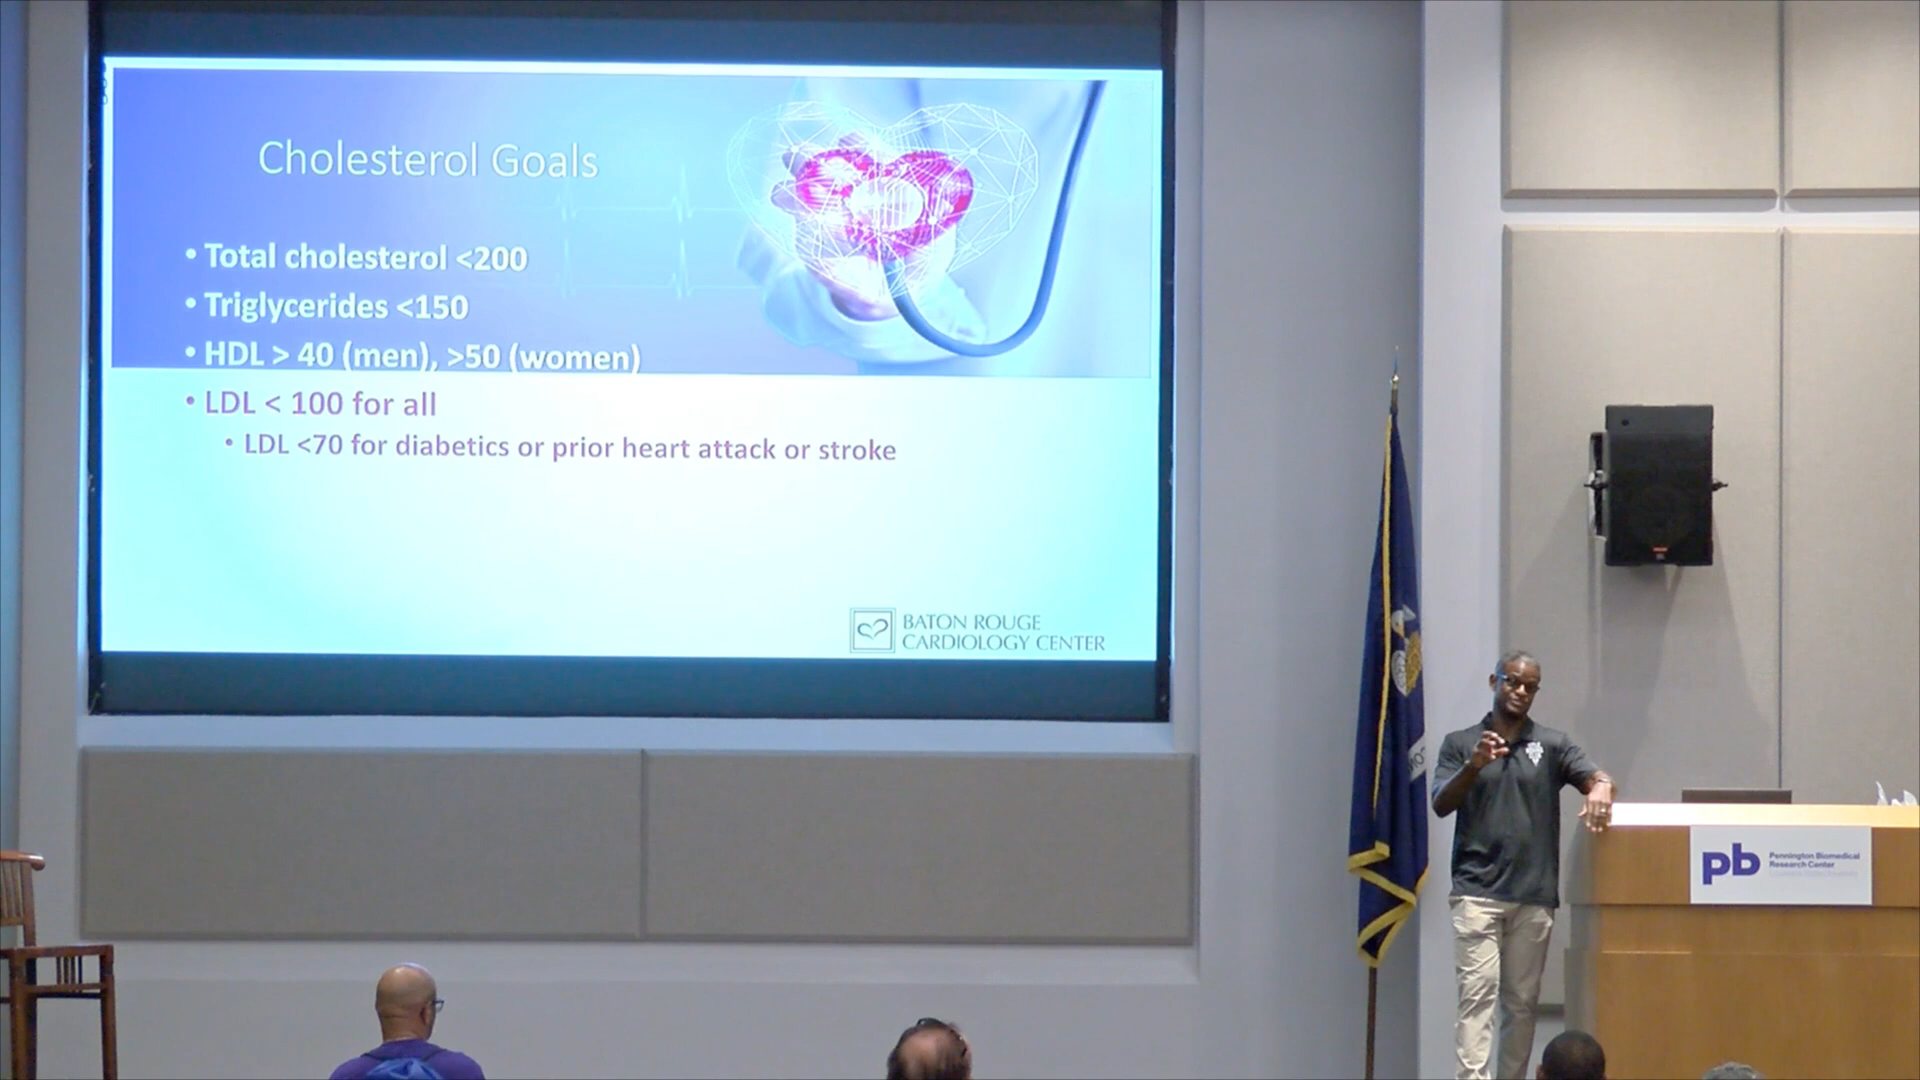 Cholesterol Goals
• Total cholesterol <200
• Triglycerides <150
• HDL > 40 (men), >50 (women)
• LDL < 100 for all
• LDL <70 for diabetics or prior heart attack or stroke
BATON ROUGE
CARDIOLOGY CENTER
pb
Pennington Biomedical
Research Center